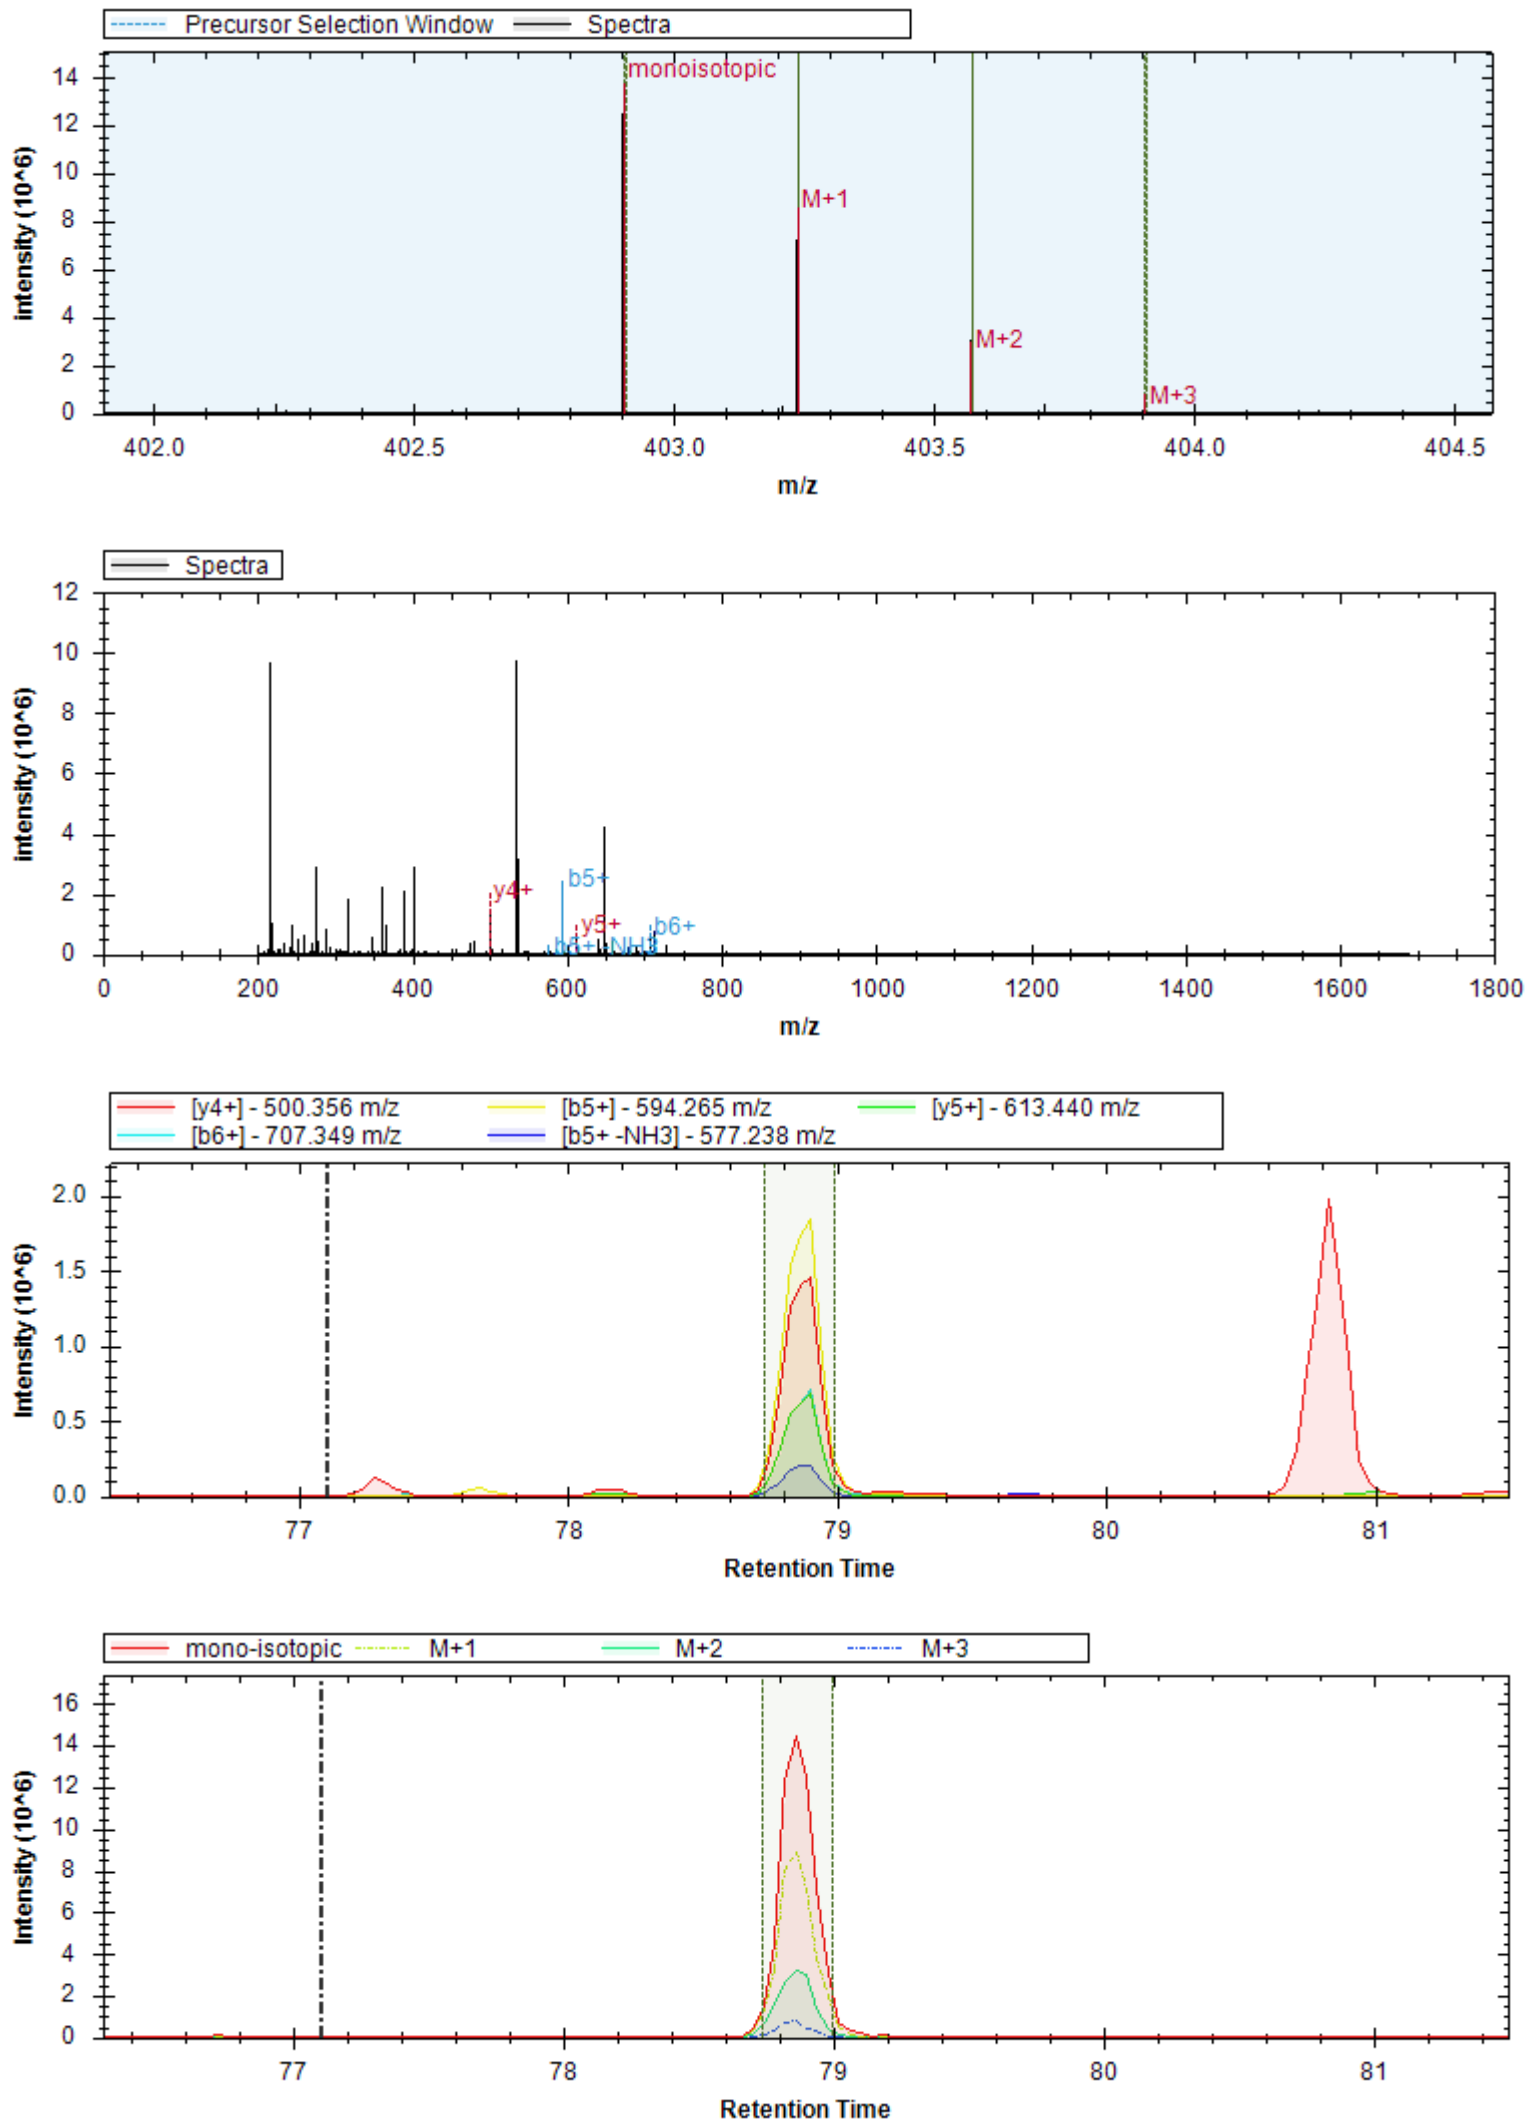 Precursor Selection Window Spectra
14
12
10
8
6
4
2
0
intensity (10^6)
monoisotopic
M+1
M+2
M+3
402.0 402.5 403.0 403.5 404.0 404.5
m/z
Spectra
12
10
8
6
4
2
0
intensity (10^6)
y4+ b5+ y5+ b6+
b5+ -NH3
0 200 400 600 800 1000 1200 1400 1600 1800
m/z
[y4+] - 500.356 m/z [b5+] - 594.265 m/z [y5+] - 613.440 m/z
[b6+] - 707.349 m/z [b5+ -NH3] - 577.238 m/z
2.0
1.5
1.0
0.5
0.0
Intensity (10^6)
77 78 79 80 81
Retention Time
mono-isotopic M+1 M+2 M+3
16
14
12
10
8
6
4
2
0
Intensity (10^6)
77 78 79 80 81
Retention Time